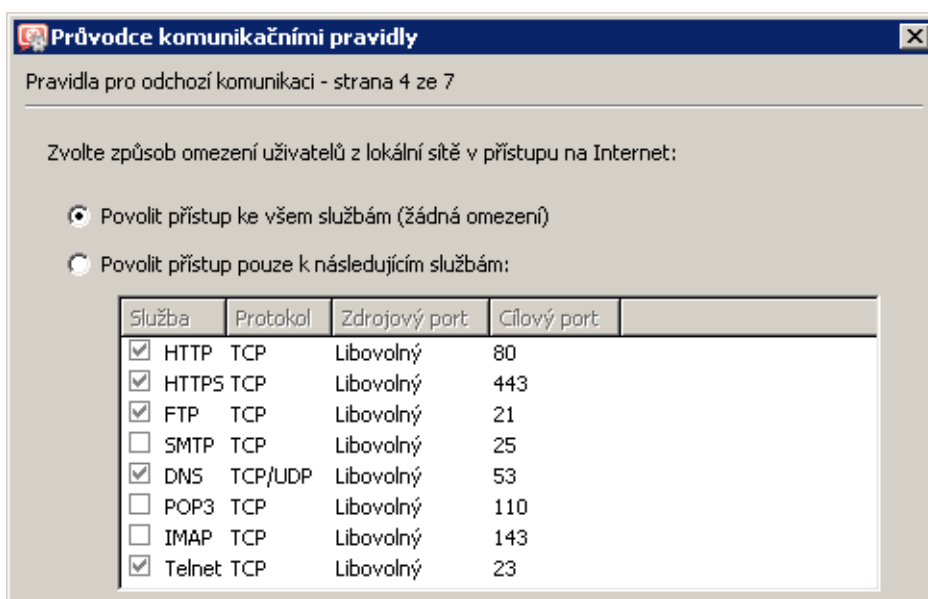 Průvodce komunikačními pravidly
Pravidla pro odchozí komunikaci - strana 4 ze 7
Zvolte způsob omezení uživatelů z lokální sítě v přístupu na Internet:
Povolit přístup ke všem službám (žádná omezení)
Povolit přístup pouze k následujícím službám:
Služba Protokol Zdrojový port Cílový port
HTTP TCP Libovolný 80
HTTPS TCP Libovolný 443
FTP TCP Libovolný 21
SMTP TCP Libovolný 25
DNS TCP/UDP Libovolný 53
POP3 TCP Libovolný 110
IMAP TCP Libovolný 143
Telnet TCP Libovolný 23